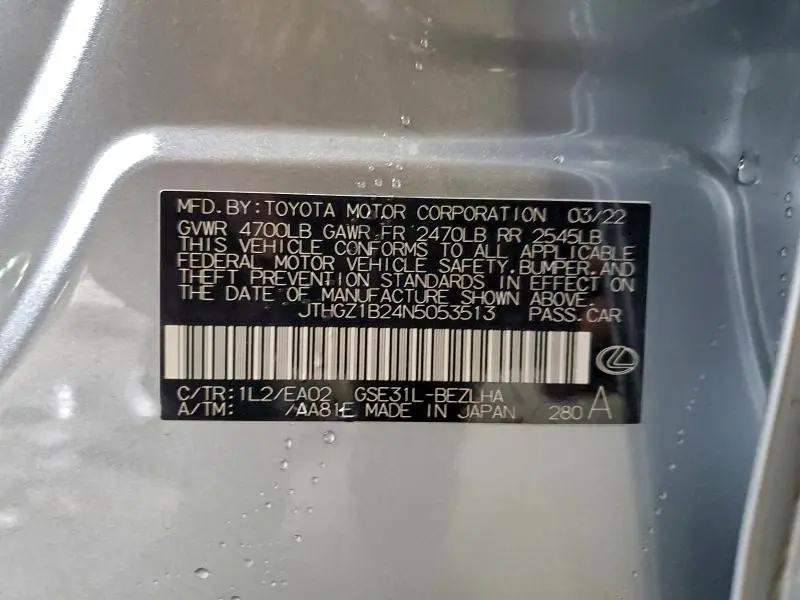 MFD.BY:TOYOTA MOTOR CORPORATION 03/22
GVWR 4700LB GAWR FR 2470LB RR 2545LB
THIS VEHICLE CONFORMS TO ALL APPLICABLE
FEDERAL MOTOR VEHICLE SAFETY,BUMPER,AND
THEFT PREVENTION STANDARDS IN EFFECT ON
THE DATE OF MANUFACTURE SHOWN ABOVE.
JTHGZ1B24N5053513 PASS.CAR
C/TR:1L2/EA02 GSE31L-BEZLHA
A/TM: /AA81E MADE IN JAPAN 280 A